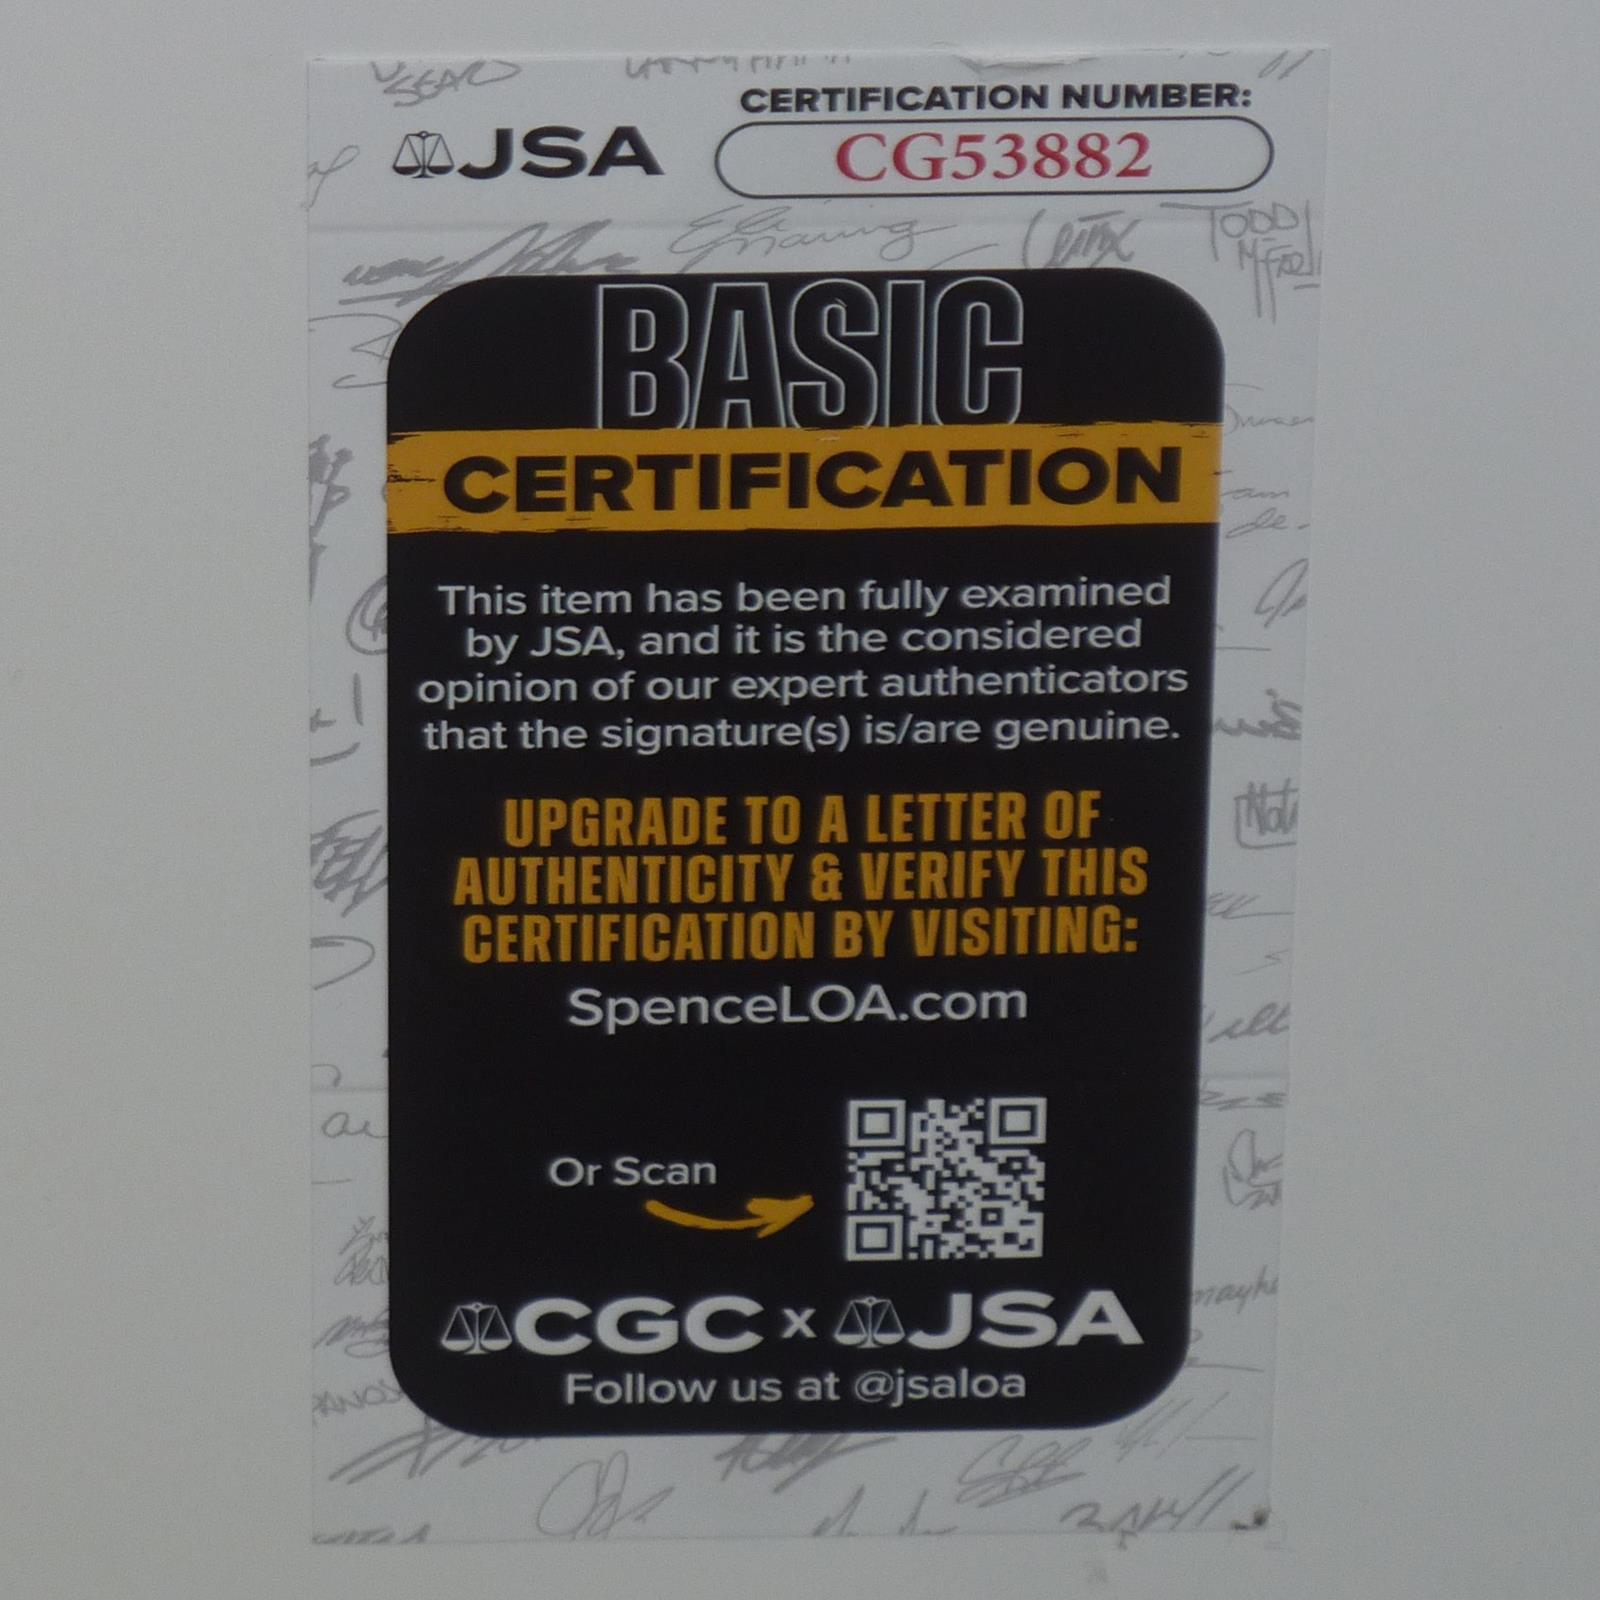 CERTIFICATION NUMBER:
JSA
CG53882
BASIC
CERTIFICATION
This item has been fully examined
by JSA, and it is the considered
opinion of our expert authenticators
that the signature(s) is/are genuine.
UPGRADE TO A LETTER OF
AUTHENTICITY & VERIFY THIS
CERTIFICATION BY VISITING:
SpenceLOA.com
Or Scan
CGC x JSA
Follow us at @jsaloa